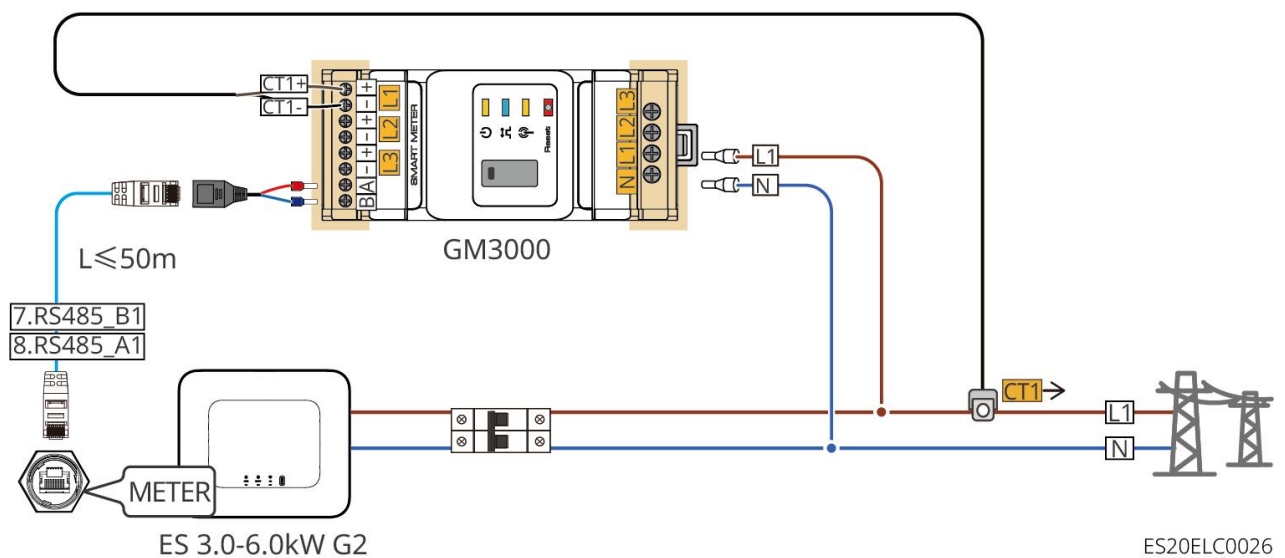 CT1+
CT1-
+
-
+
-
+
-
A
B
L1
L2
L3
SMART METER
Reset
L3
L2
L1
N
L1
N
GM3000
L≤50m
7.RS485_B1
8.RS485_A1
CT1
L1
N
METER
ES 3.0-6.0kW G2
ES20ELC0026